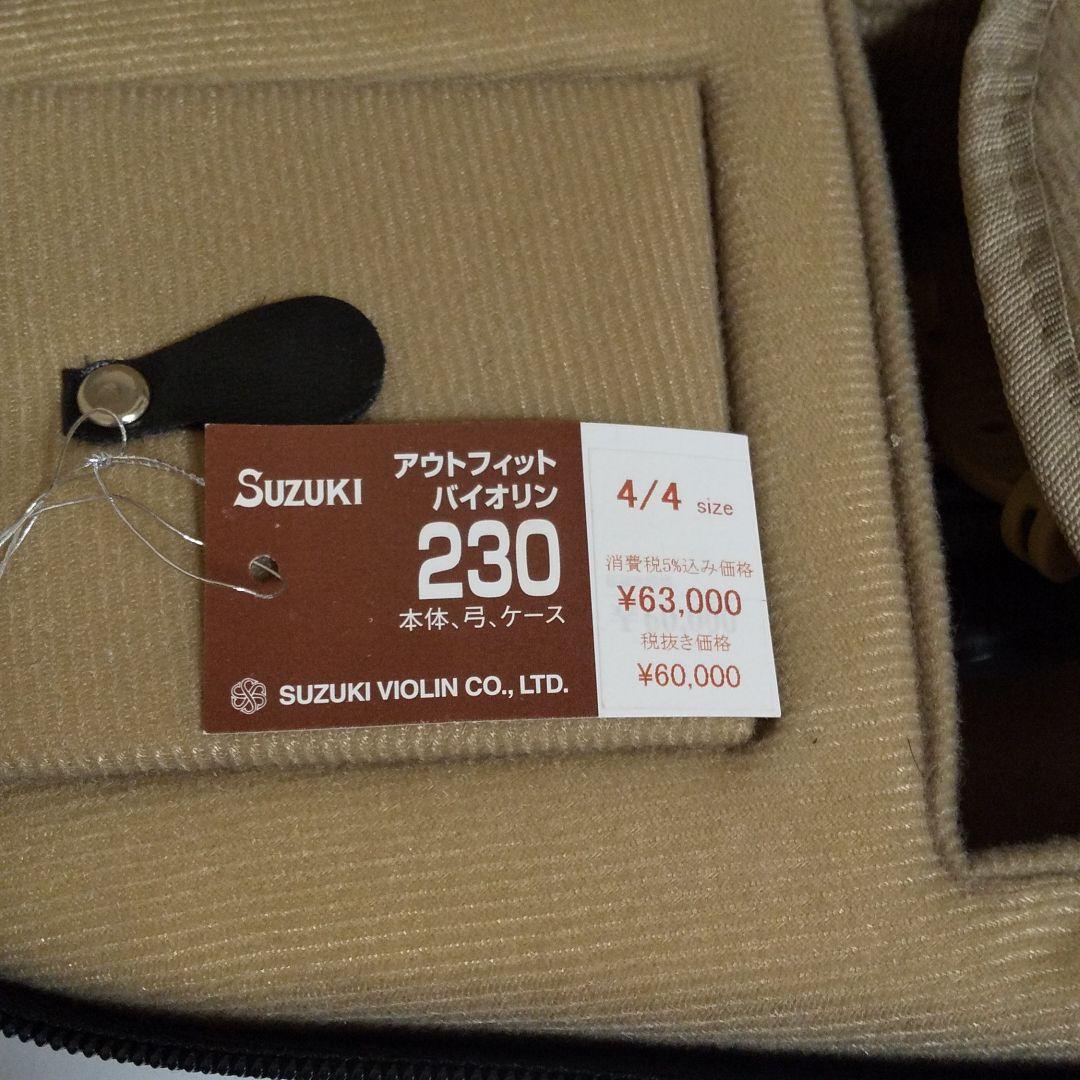 SUZUKI
アウトフィット
バイオリン
230
本体、弓、ケース
SUZUKI VIOLIN CO., LTD.
4/4 size
消費税5%込み価格
¥63,000
税抜き価格
¥60,000